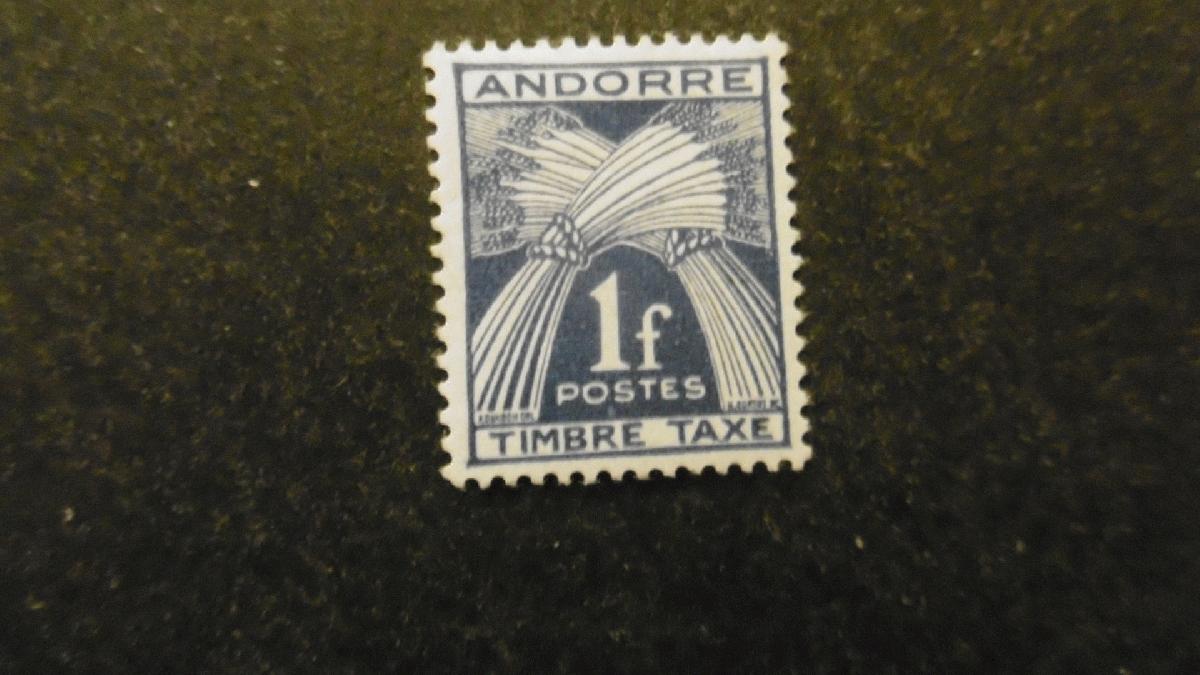 ANDORRE
1f
POSTES
TIMBRE TAXE